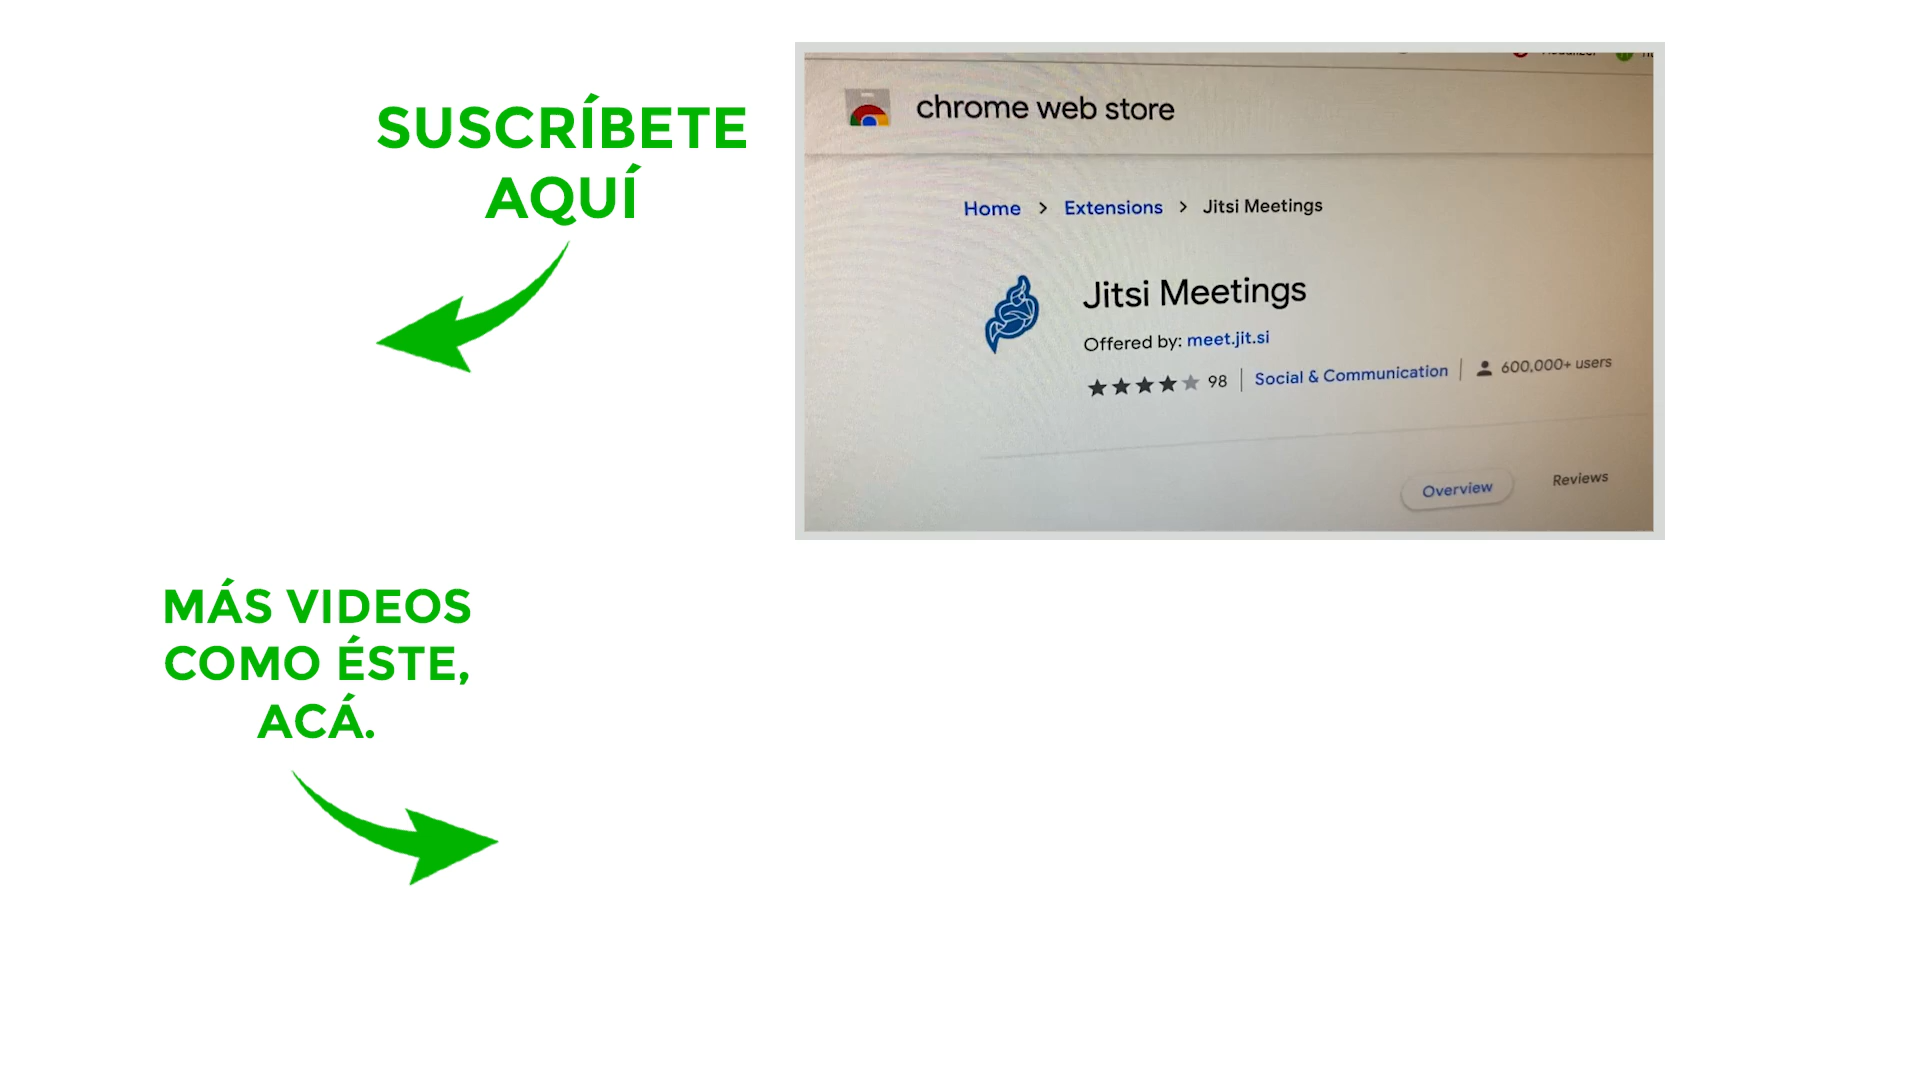 SUSCRÍBETE
AQUÍ
chrome web store
Home > Extensions > Jitsi Meetings
Jitsi Meetings
Offered by: meet.jit.si
98 | Social & Communication | 600,000+ users
Overview Reviews
MÁS VIDEOS
COMO ÉSTE,
ACÁ.